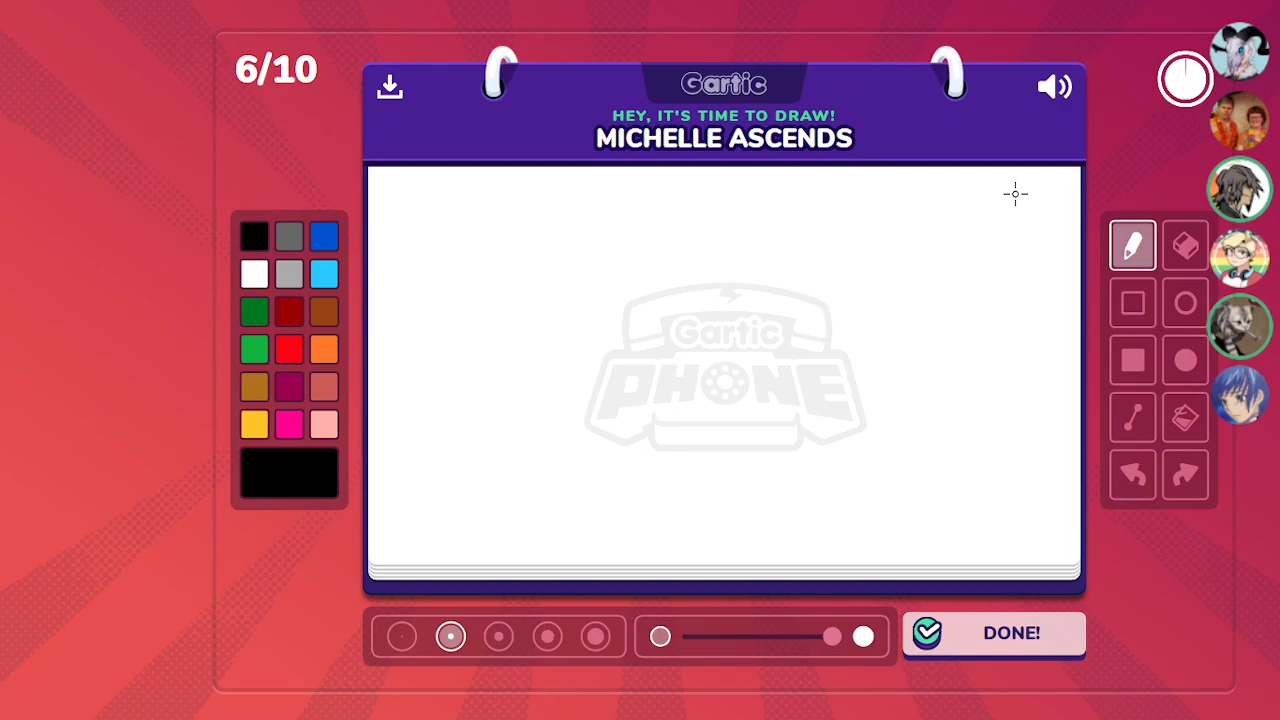 6/10
Gartic
HEY, IT'S TIME TO DRAW!
MICHELLE ASCENDS
Gartic
PHONE
DONE!